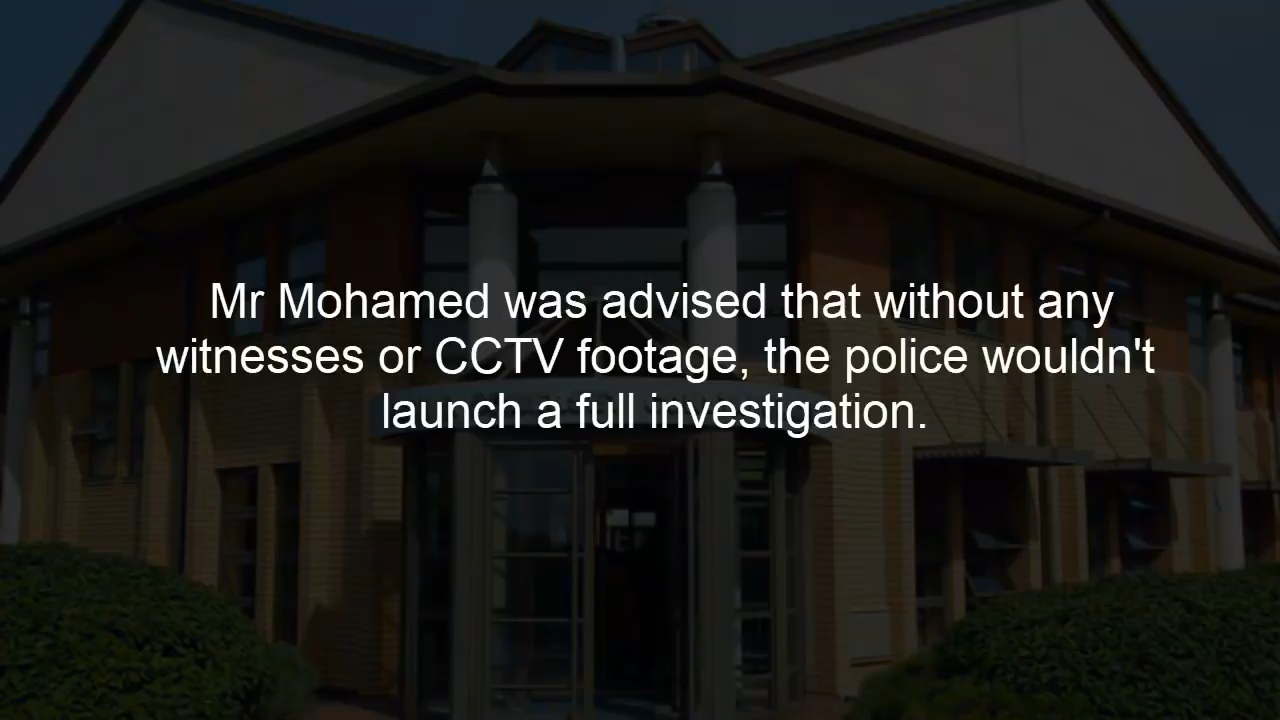 Mr Mohamed was advised that without any
witnesses or CCTV footage, the police wouldn't
launch a full investigation.